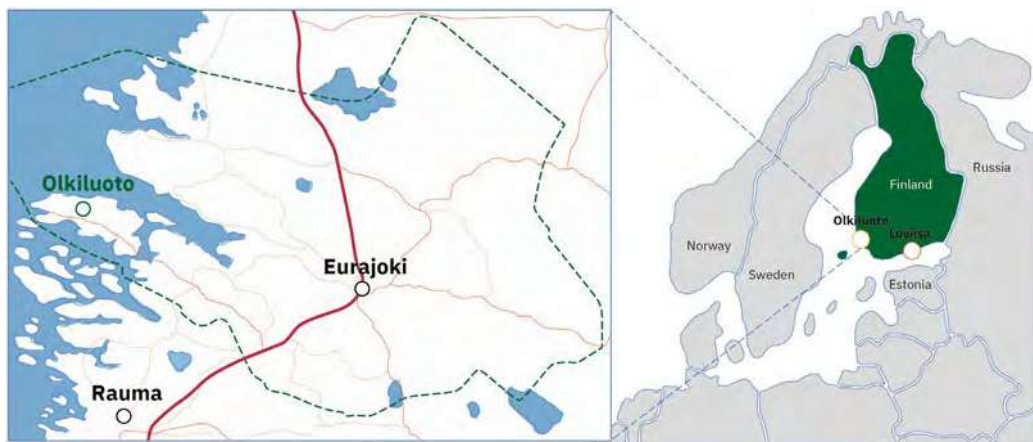 Olkiluoto
Eurajoki
Rauma
Finland
Russia
Olkiluoto
Loviisa
Norway
Sweden
Estonia